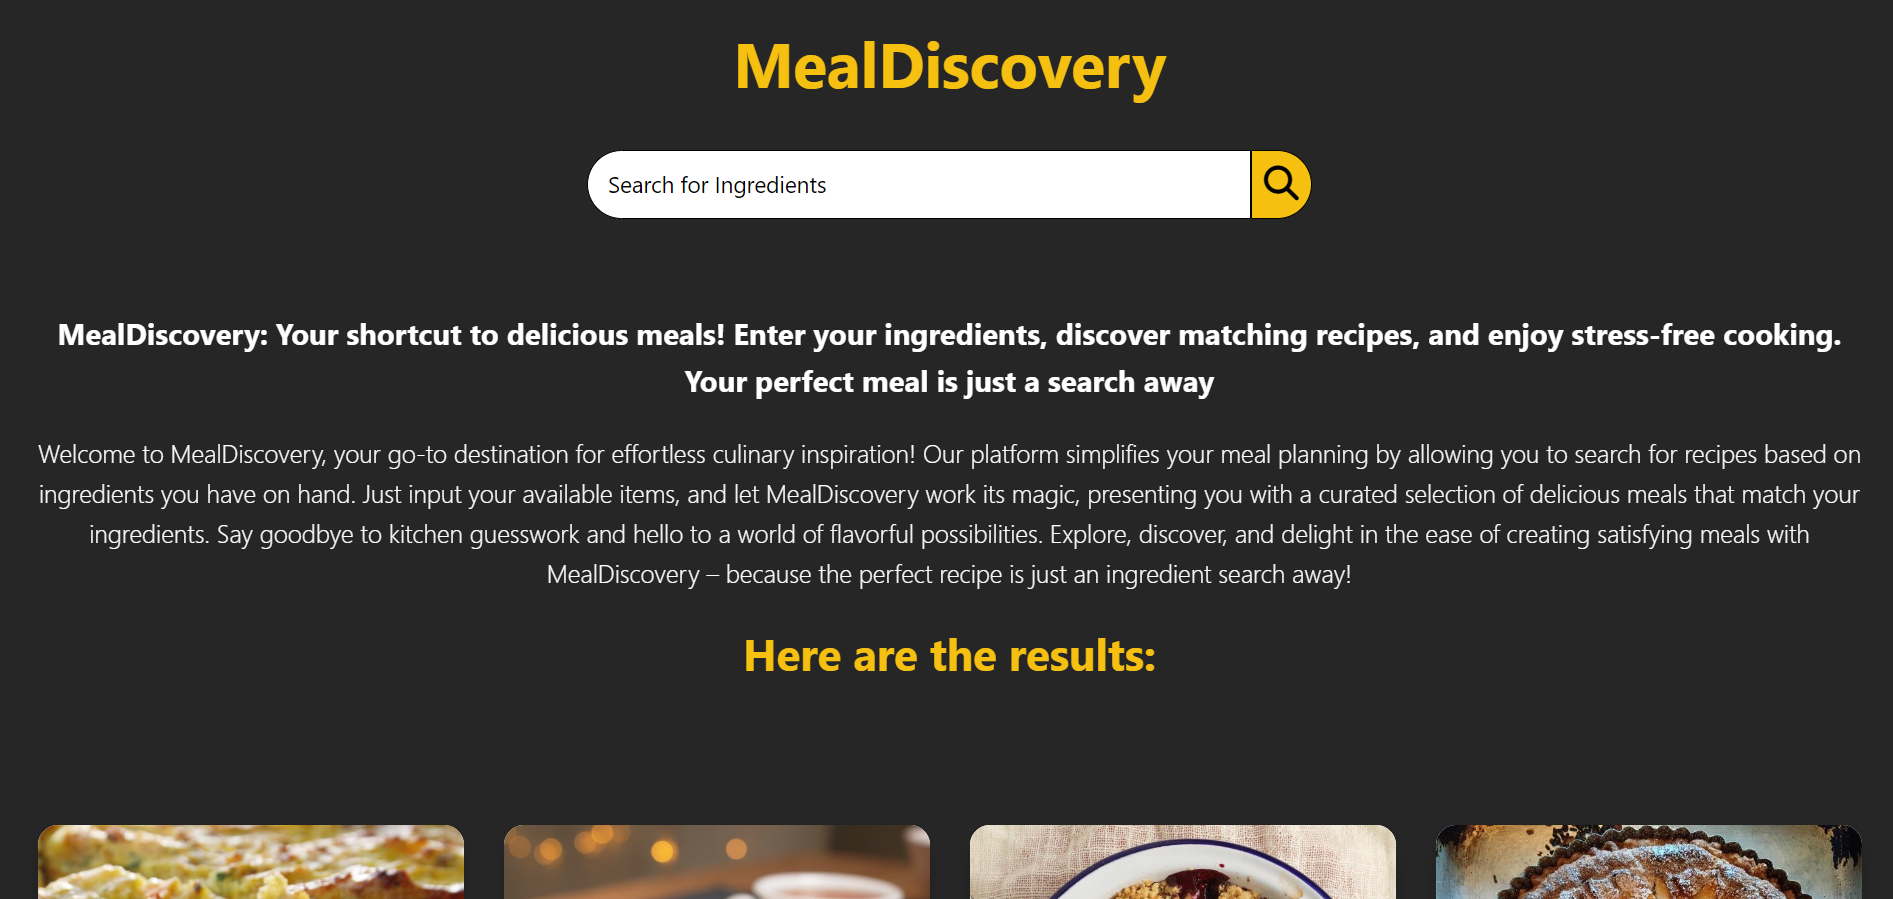 MealDiscovery
Search for Ingredients
MealDiscovery: Your shortcut to delicious meals! Enter your ingredients, discover matching recipes, and enjoy stress-free cooking.
Your perfect meal is just a search away
Welcome to MealDiscovery, your go-to destination for effortless culinary inspiration! Our platform simplifies your meal planning by allowing you to search for recipes based on
ingredients you have on hand. Just input your available items, and let MealDiscovery work its magic, presenting you with a curated selection of delicious meals that match your
ingredients. Say goodbye to kitchen guesswork and hello to a world of flavorful possibilities. Explore, discover, and delight in the ease of creating satisfying meals with
MealDiscovery – because the perfect recipe is just an ingredient search away!
Here are the results: